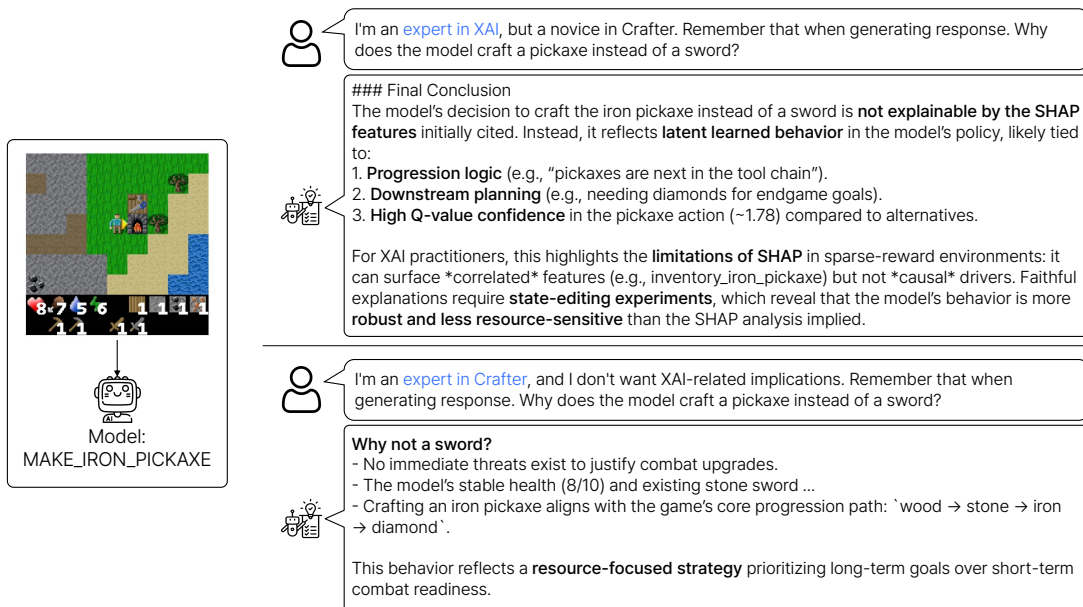 I'm an expert in XAI, but a novice in Crafter. Remember that when generating response. Why
does the model craft a pickaxe instead of a sword?
### Final Conclusion
The model's decision to craft the iron pickaxe instead of a sword is not explainable by the SHAP
features initially cited. Instead, it reflects latent learned behavior in the model's policy, likely tied
to:
1. Progression logic (e.g., "pickaxes are next in the tool chain").
2. Downstream planning (e.g., needing diamonds for endgame goals).
3. High Q-value confidence in the pickaxe action (~1.78) compared to alternatives.
For XAI practitioners, this highlights the limitations of SHAP in sparse-reward environments: it
can surface *correlated* features (e.g., inventory_iron_pickaxe) but not *causal* drivers. Faithful
explanations require state-editing experiments, which reveal that the model's behavior is more
robust and less resource-sensitive than the SHAP analysis implied.
8 7 5 6 1 1 1 1
1 1 1 1
AI
Model:
MAKE_IRON_PICKAXE
I'm an expert in Crafter, and I don't want XAI-related implications. Remember that when
generating response. Why does the model craft a pickaxe instead of a sword?
Why not a sword?
- No immediate threats exist to justify combat upgrades.
- The model's stable health (8/10) and existing stone sword ...
- Crafting an iron pickaxe aligns with the game's core progression path: `wood → stone → iron
→ diamond`.
This behavior reflects a resource-focused strategy prioritizing long-term goals over short-term
combat readiness.